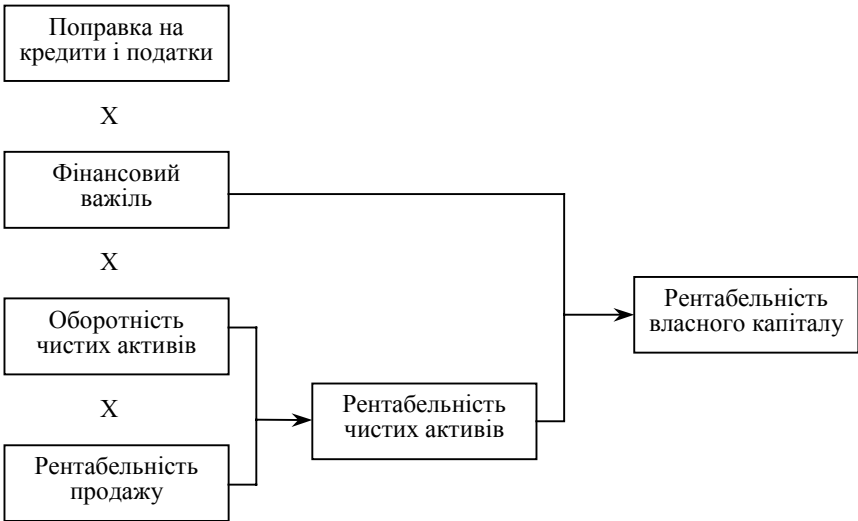 Поправка на
кредити і податки
X
Фінансовий
важіль
X
Оборотність
чистих активів
X
Рентабельність
продажу
Рентабельність
чистих активів
Рентабельність
власного капіталу